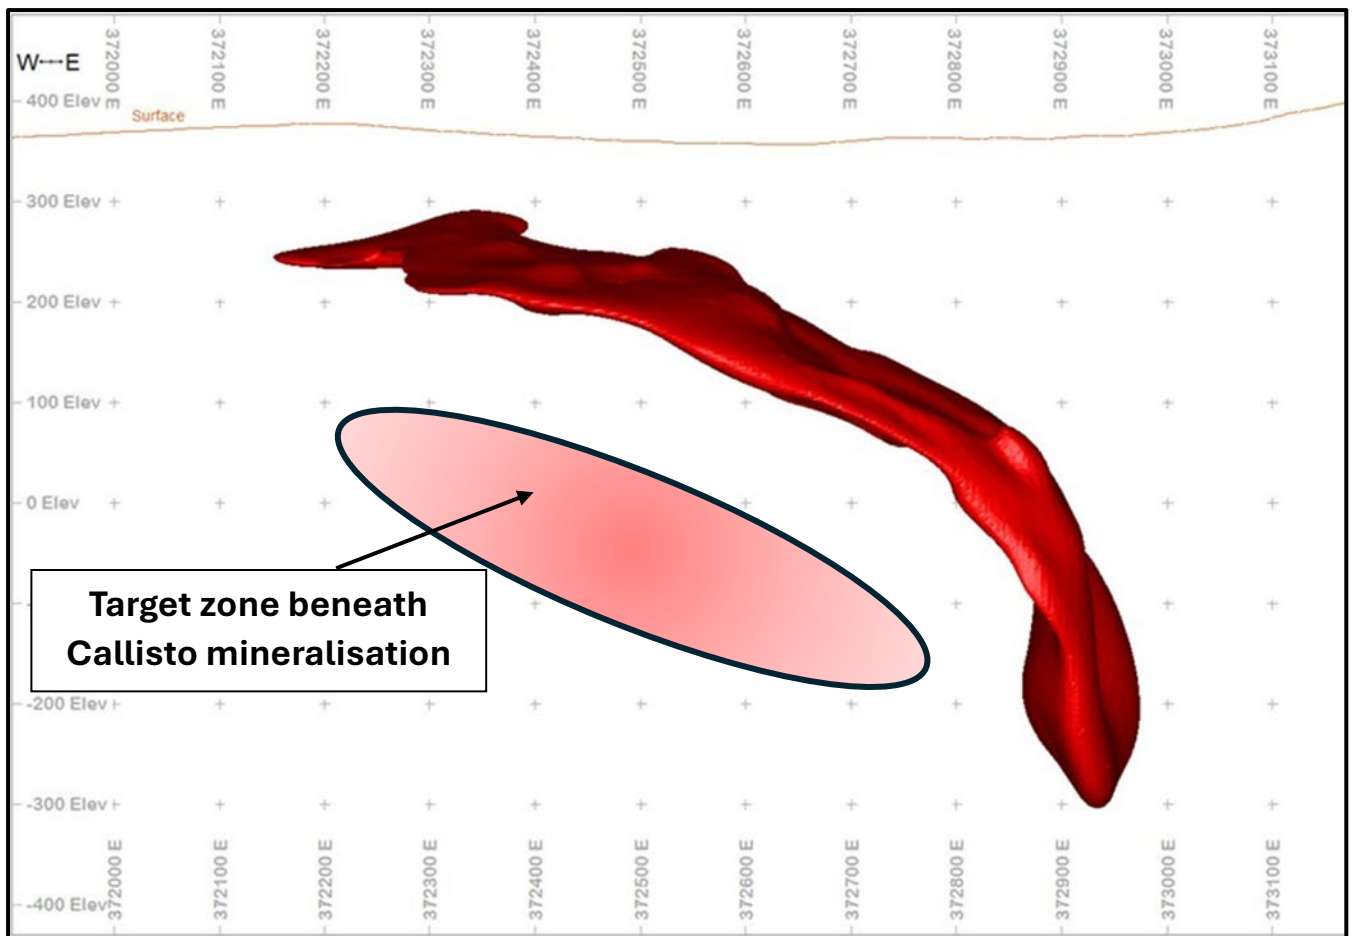 372000 E
372100 E
372200 E
372300 E
372400 E
372500 E
372600 E
372700 E
372800 E
372900 E
373000 E
373100 E
W E
400 Elev
Surface
300 Elev
200 Elev
100 Elev
0 Elev
Target zone beneath
Callisto mineralisation
-200 Elev
-300 Elev
-400 Elev
372000 E
372100 E
372200 E
372300 E
372400 E
372500 E
372600 E
372700 E
372800 E
372900 E
373000 E
373100 E